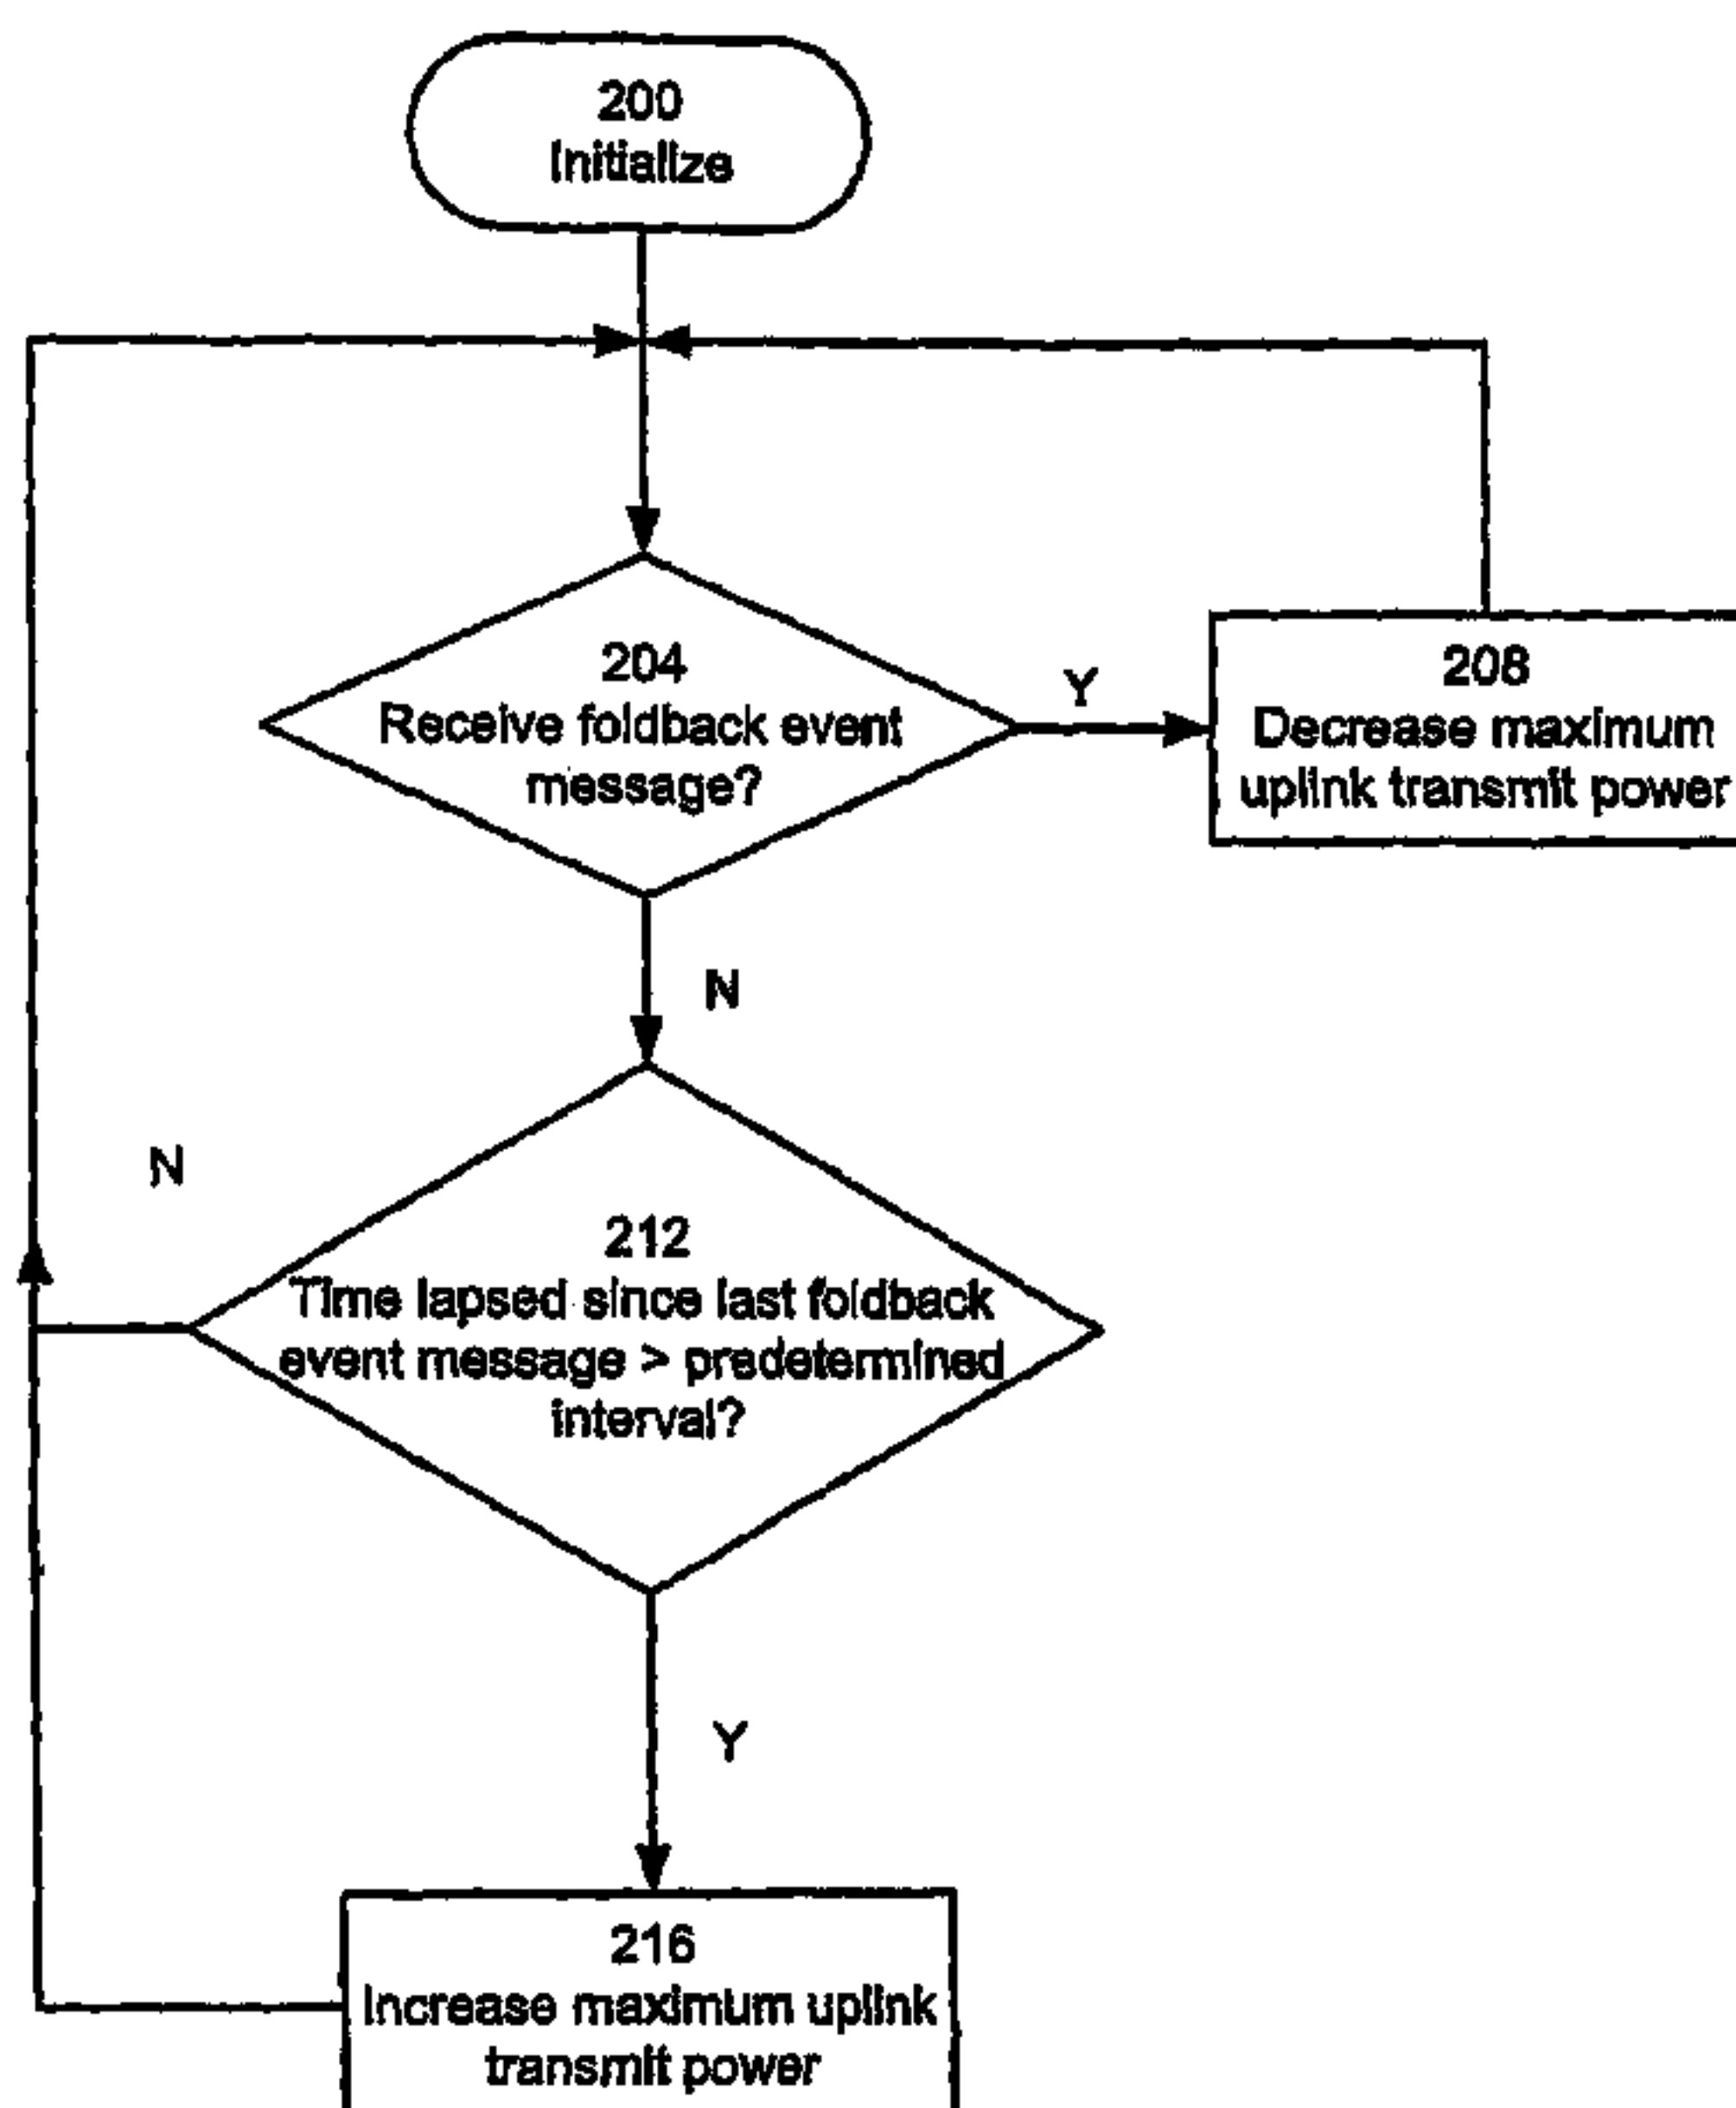 200
Initialize
204
Receive foldback event
message?
Y
208
Decrease maximum
uplink transmit power
N
N
212
Time lapsed since last foldback
event message > predetermined
interval?
Y
216
Increase maximum uplink
transmit power